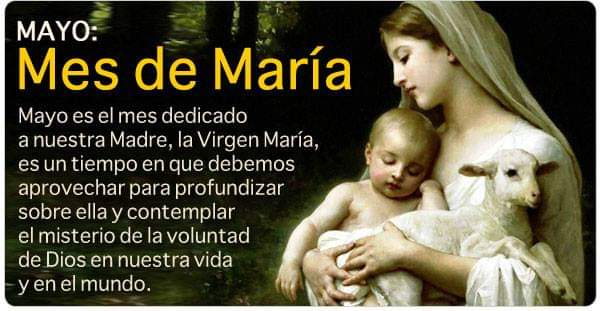 MAYO:
Mes de María
Mayo es el mes dedicado
a nuestra Madre, la Virgen María,
es un tiempo en que debemos
aprovechar para profundizar
sobre ella y contemplar
el misterio de la voluntad
de Dios en nuestra vida
y en el mundo.